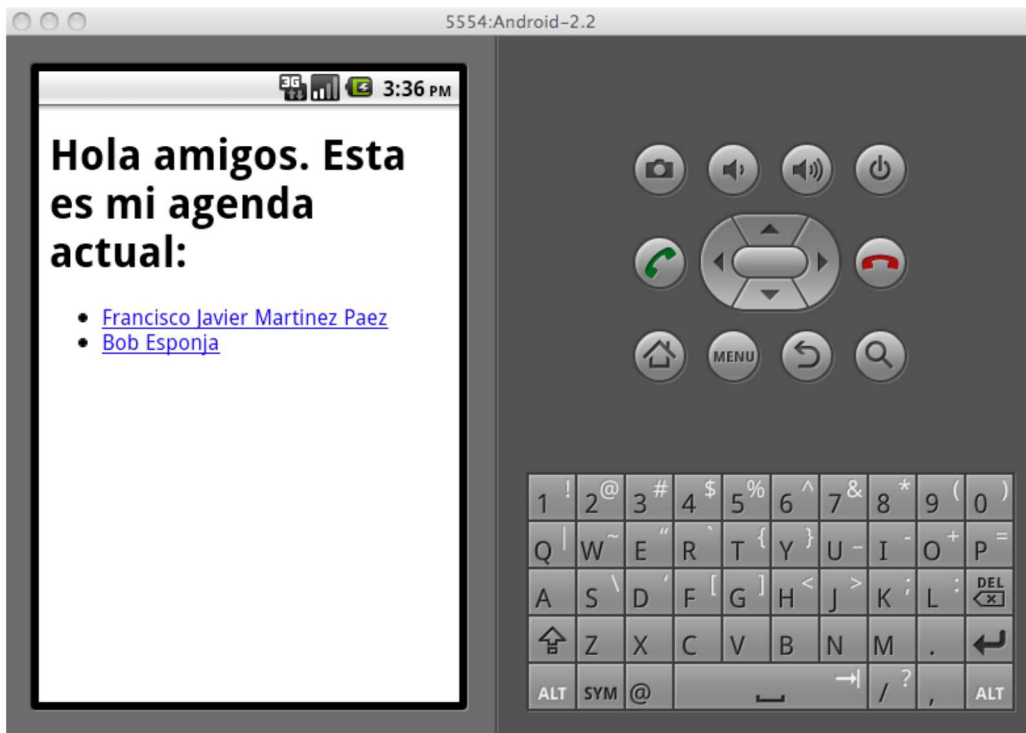 5554:Android-2.2
3G 3:36 PM
Hola amigos. Esta
es mi agenda
actual:
Francisco Javier Martinez Paez
Bob Esponja
MENU
1 ! 2 @ 3 # 4 $ 5 % 6 ^ 7 & 8 * 9 ( 0 )
Q | W ~ E " R ` T { Y } U _ I - O + P =
A S \ D ' F [ G ] H < J > K ; L : DEL
Z X C V B N M .
ALT SYM @ / ? , ALT